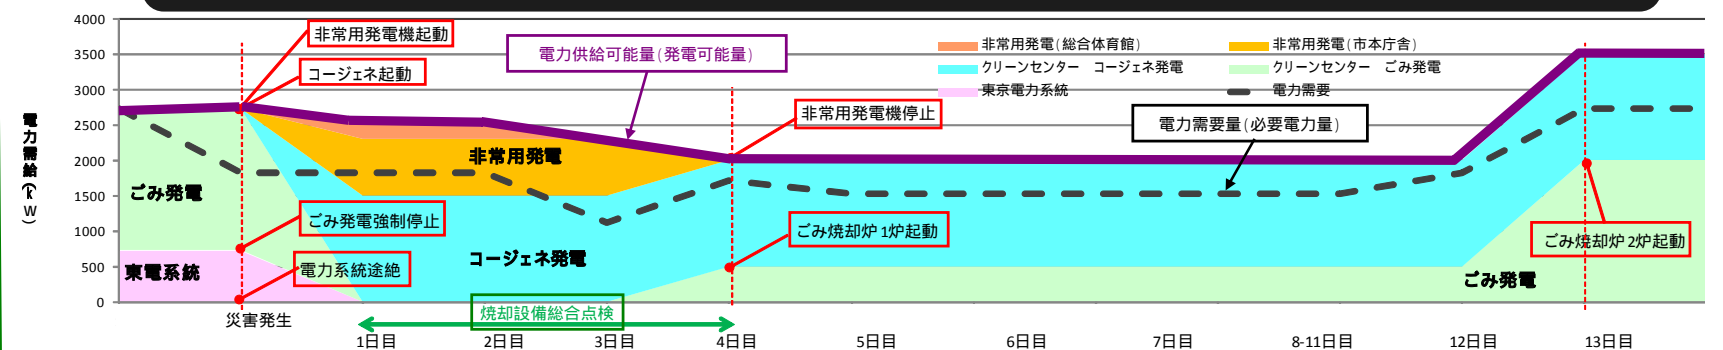 4000
3500
3000
2500
2000
1500
1000
500
0
電力需給(kW)
非常用発電機起動
コージェネ起動
電力供給可能量(発電可能量)
非常用発電(総合体育館)
非常用発電(市本庁舎)
クリーンセンター　コージェネ発電
クリーンセンター　ごみ発電
東京電力系統
電力需要
非常用発電機停止
電力需要量(必要電力量)
非常用発電
ごみ発電
ごみ発電強制停止
ごみ焼却炉1炉起動
ごみ焼却炉2炉起動
東電系統
電力系統途絶
コージェネ発電
ごみ発電
焼却設備総合点検
災害発生
1日目
2日目
3日目
4日目
5日目
6日目
7日目
8-11日目
12日目
13日目